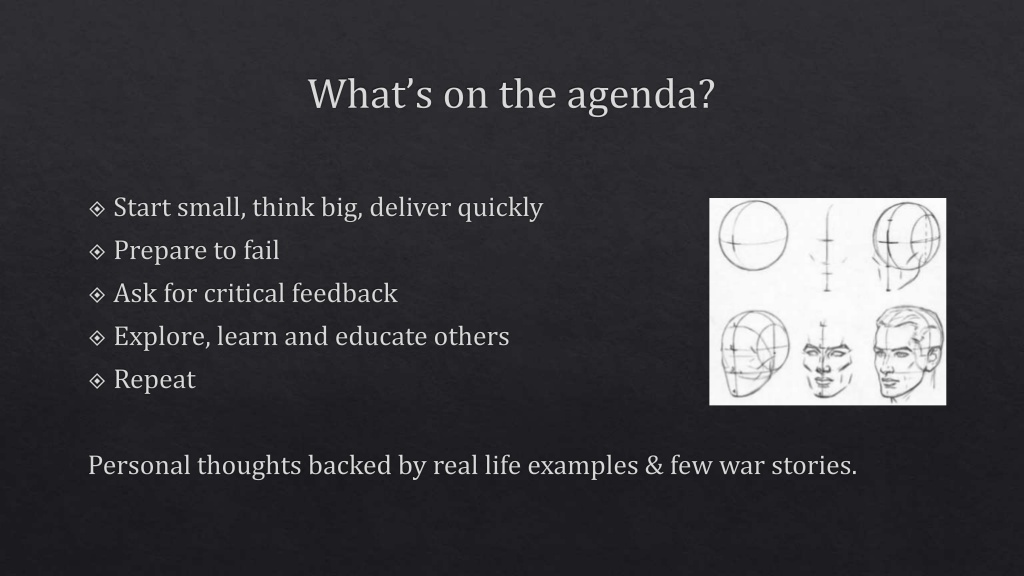 What’s on the agenda?
Start small, think big, deliver quickly
Prepare to fail
Ask for critical feedback
Explore, learn and educate others
Repeat
Personal thoughts backed by real life examples & few war stories.